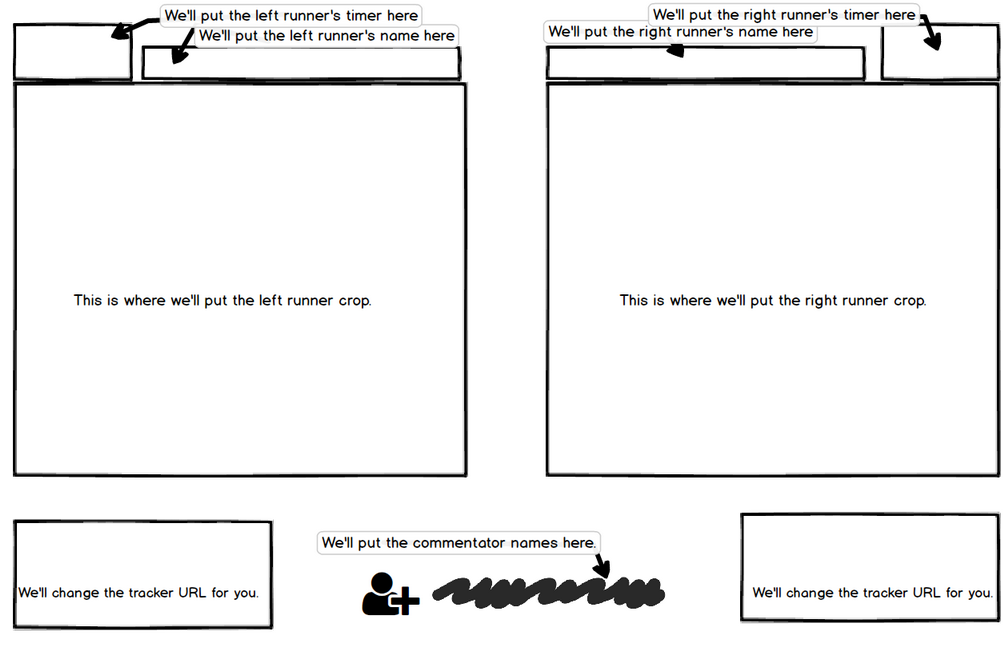 We'll put the left runner's timer here
We'll put the left runner's name here
We'll put the right runner's timer here
We'll put the right runner's name here
This is where we'll put the left runner crop.
This is where we'll put the right runner crop.
We'll put the commentator names here.
We'll change the tracker URL for you.
We'll change the tracker URL for you.